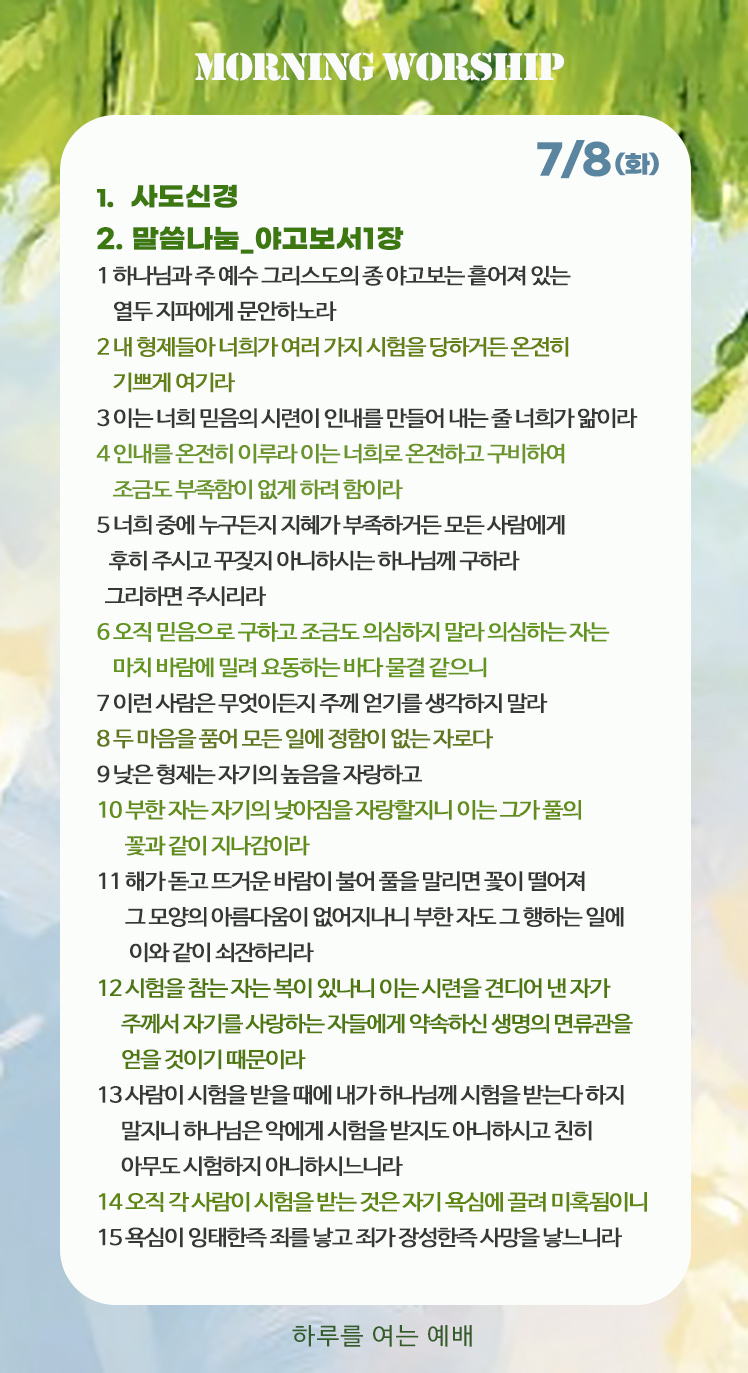 MORNING WORSHIP
7/8(화)
1. 사도신경
2. 말씀나눔_야고보서1장
1 하나님과 주 예수 그리스도의 종 야고보는 흩어져 있는
열두 지파에게 문안하노라
2 내 형제들아 너희가 여러 가지 시험을 당하거든 온전히
기쁘게 여기라
3 이는 너희 믿음의 시련이 인내를 만들어 내는 줄 너희가 앎이라
4 인내를 온전히 이루라 이는 너희로 온전하고 구비하여
조금도 부족함이 없게 하려 함이라
5 너희 중에 누구든지 지혜가 부족하거든 모든 사람에게
후히 주시고 꾸짖지 아니하시는 하나님께 구하라
그리하면 주시리라
6 오직 믿음으로 구하고 조금도 의심하지 말라 의심하는 자는
마치 바람에 밀려 요동하는 바다 물결 같으니
7 이런 사람은 무엇이든지 주께 얻기를 생각하지 말라
8 두 마음을 품어 모든 일에 정함이 없는 자로다
9 낮은 형제는 자기의 높음을 자랑하고
10 부한 자는 자기의 낮아짐을 자랑할지니 이는 그가 풀의
꽃과 같이 지나감이라
11 해가 돋고 뜨거운 바람이 불어 풀을 말리면 꽃이 떨어져
그 모양의 아름다움이 없어지나니 부한 자도 그 행하는 일에
이와 같이 쇠잔하리라
12 시험을 참는 자는 복이 있나니 이는 시련을 견디어 낸 자가
주께서 자기를 사랑하는 자들에게 약속하신 생명의 면류관을
얻을 것이기 때문이라
13 사람이 시험을 받을 때에 내가 하나님께 시험을 받는다 하지
말지니 하나님은 악에게 시험을 받지도 아니하시고 친히
아무도 시험하지 아니하시느니라
14 오직 각 사람이 시험을 받는 것은 자기 욕심에 끌려 미혹됨이니
15 욕심이 잉태한즉 죄를 낳고 죄가 장성한즉 사망을 낳느니라
하루를 여는 예배